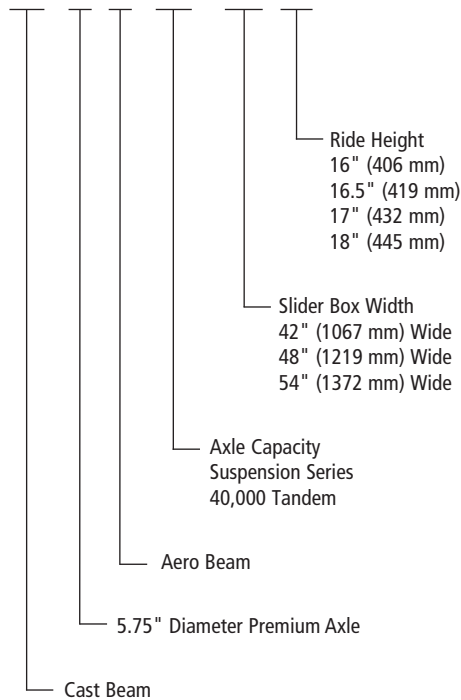 Ride Height
16" (406 mm)
16.5" (419 mm)
17" (432 mm)
18" (445 mm)
Slider Box Width
42" (1067 mm) Wide
48" (1219 mm) Wide
54" (1372 mm) Wide
Axle Capacity
Suspension Series
40,000 Tandem
Aero Beam
5.75" Diameter Premium Axle
Cast Beam